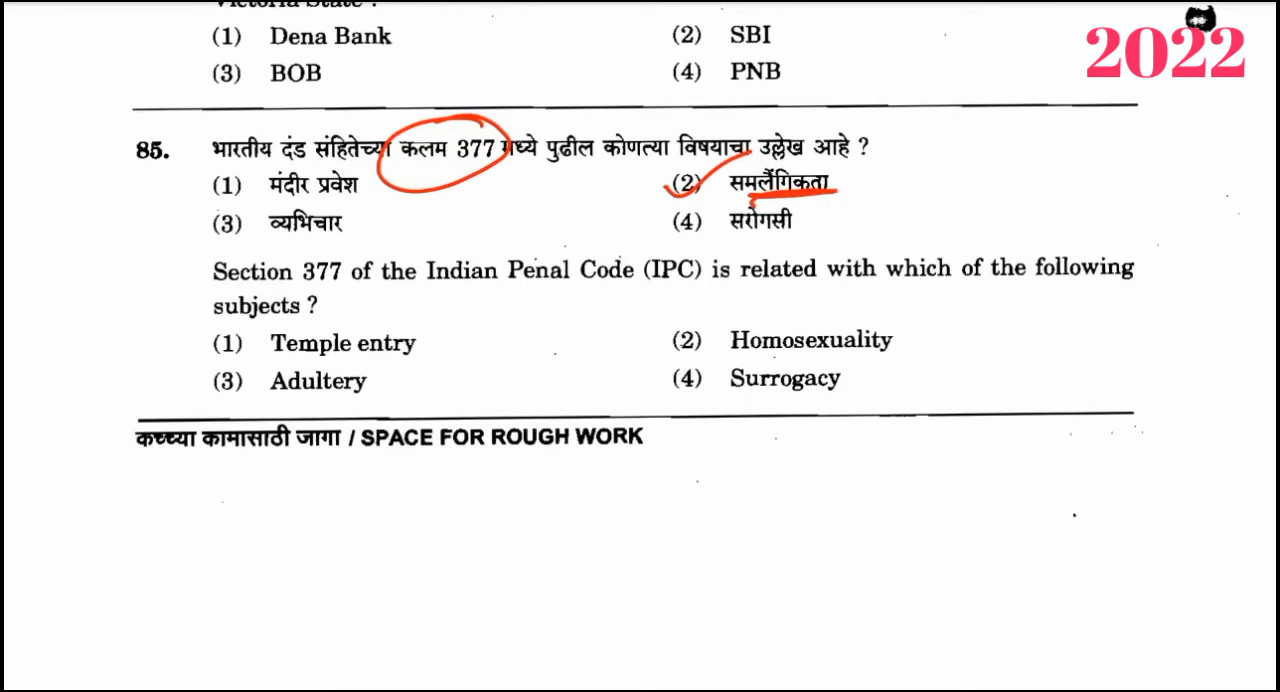 Victoria State ?
(1) Dena Bank (2) SBI
2022
(3) BOB (4) PNB
85. भारतीय दंड संहितेच्या कलम 377 मध्ये पुढील कोणत्या विषयाचा उल्लेख आहे ?
(1) मंदीर प्रवेश (2) समलैंगिकता
(3) व्यभिचार (4) सरोगसी
Section 377 of the Indian Penal Code (IPC) is related with which of the following
subjects ?
(1) Temple entry (2) Homosexuality
(3) Adultery (4) Surrogacy
कच्च्या कामासाठी जागा / SPACE FOR ROUGH WORK